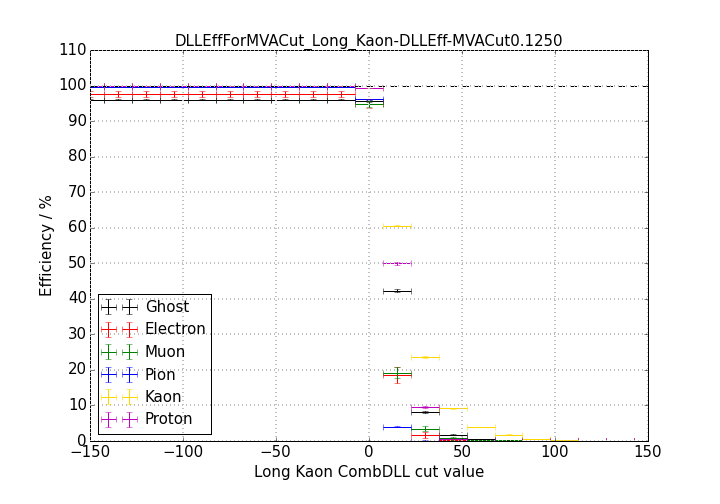 DLLEffForMVACut_Long_Kaon-DLLEff-MVACut0.1250
110
100
90
80
70
60
50
40
30
20
10
0
Efficiency / %
Ghost
Electron
Muon
Pion
Kaon
Proton
−150 −100 −50 0 50 100 150
Long Kaon CombDLL cut value